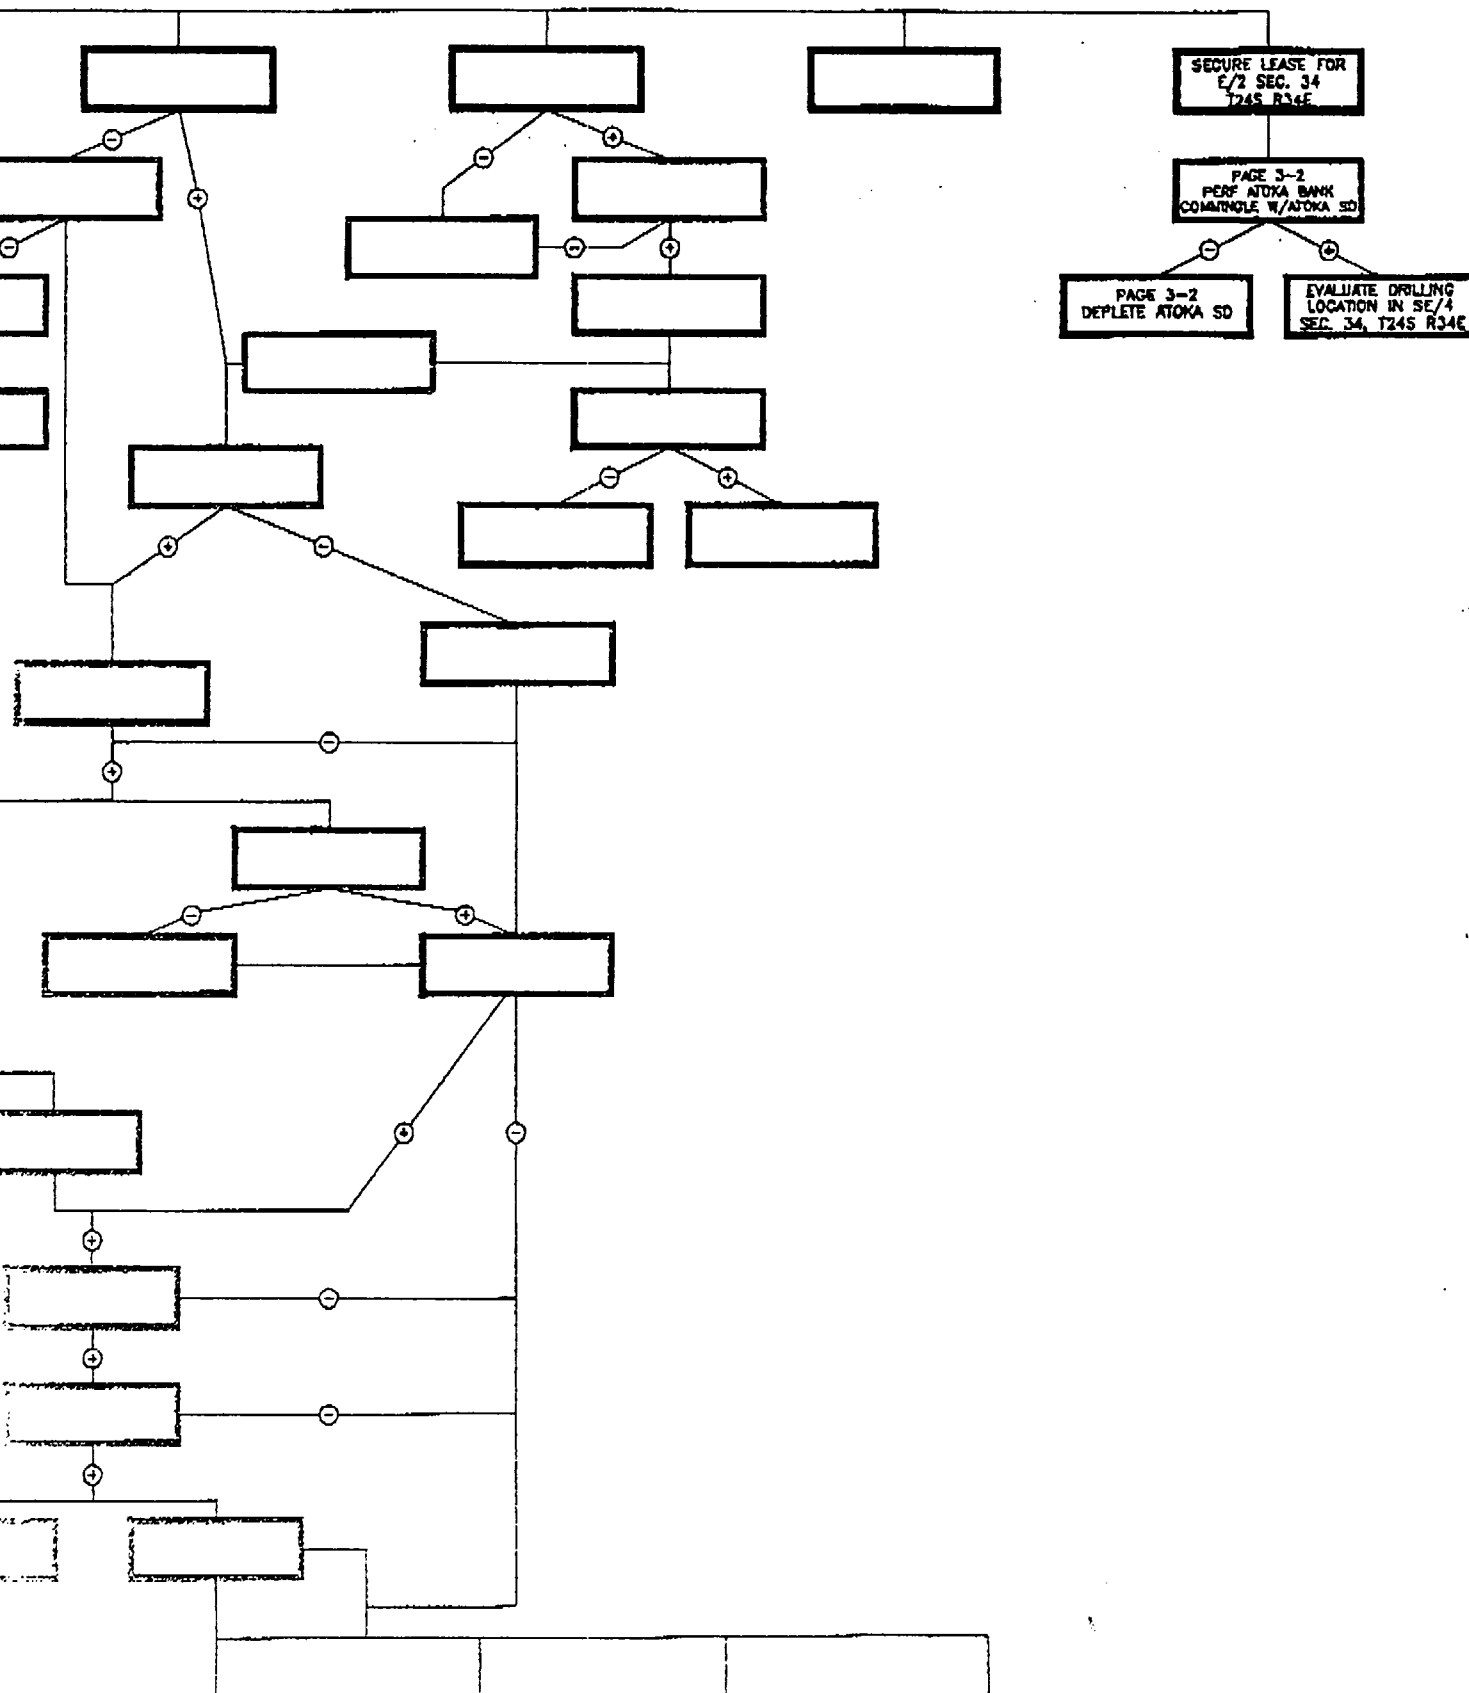 SECURE LEASE FOR
E/2 SEC. 34
T24S R34E
PAGE 3-2
PERF ATOKA BANK
COMMINGLE W/ATOKA SD
PAGE 3-2
DEPLETE ATOKA SD
EVALUATE DRILLING
LOCATION IN SE/4
SEC. 34, T24S R34E